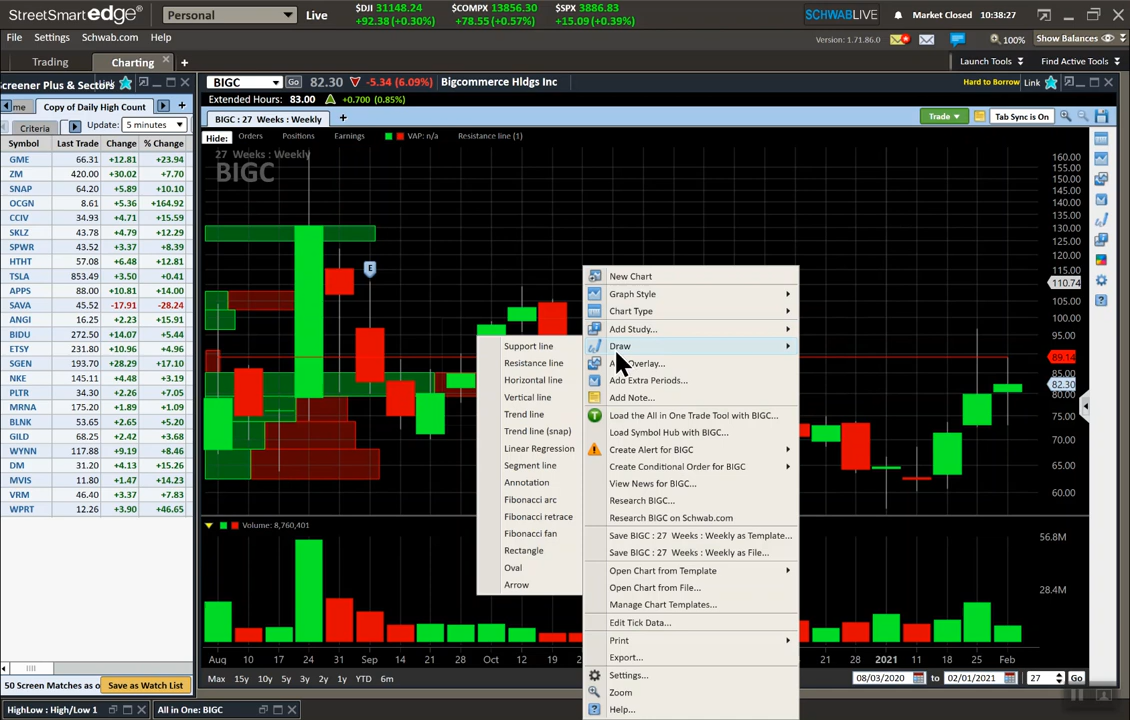 StreetSmart edge
Personal
Live
$DJI 31148.24
+92.38 (+0.30%)
$COMPX 13856.30
+78.55 (+0.57%)
$SPX 3886.83
+15.09 (+0.39%)
SCHWABLIVE
Market Closed
10:38:27
File Settings Schwab.com Help
Version: 1.71.86.0
100%
Show Balances
Trading
Charting
Launch Tools
Find Active Tools
creener Plus & Sectors
Link
BIGC
Go
82.30 -5.34 (6.09%) Bigcommerce Hldgs Inc
Hard to Borrow
Link
Extended Hours: 83.00 +0.700 (0.85%)
me
Copy of Daily High Count
BIGC : 27 Weeks : Weekly
Trade
Tab Sync is On
Criteria
Update: 5 minutes
Hide: Orders Positions Earnings VAP: n/a Resistance line (1)
Symbol Last Trade Change % Change
GME 66.31 +12.81 +23.94
ZM 420.00 +30.02 +7.70
SNAP 64.20 +5.89 +10.10
OCGN 8.61 +5.36 +164.92
CCIV 34.93 +4.71 +15.59
SKLZ 43.78 +4.79 +12.29
SPWR 43.52 +3.37 +8.39
HTHT 57.08 +6.48 +12.81
TSLA 853.49 +3.50 +0.41
APPS 88.00 +10.81 +14.00
SAVA 45.52 -17.91 -28.24
ANGI 16.25 +2.23 +15.91
BIDU 272.50 +14.07 +5.44
ETSY 231.80 +10.96 +4.96
SGEN 193.70 +28.29 +17.10
NKE 145.11 +4.48 +3.19
PLTR 34.30 +2.26 +7.05
MRNA 175.20 +1.89 +1.09
BLNK 53.65 +2.65 +5.20
GILD 68.25 +2.42 +3.68
WYNN 117.88 +9.19 +8.46
DM 31.20 +4.13 +15.26
MVIS 11.80 +1.47 +14.23
VRM 46.40 +3.37 +7.83
WPRT 12.26 +3.90 +46.65
50 Screen Matches as o
Save as Watch List
27 Weeks : Weekly
BIGC
E
160.00
155.00
150.00
145.00
140.00
135.00
130.00
125.00
120.00
115.00
110.74
105.00
100.00
95.00
89.14
85.00
82.30
80.00
75.00
70.00
65.00
60.00
New Chart
Graph Style
Chart Type
Add Study...
Draw
Add Extra Periods...
Add Note...
Load the All in One Trade Tool with BIGC...
Load Symbol Hub with BIGC...
Create Alert for BIGC
Create Conditional Order for BIGC
View News for BIGC...
Research BIGC...
Research BIGC on Schwab.com
Save BIGC : 27 Weeks : Weekly as Template...
Save BIGC : 27 Weeks : Weekly as File...
Open Chart from Template
Open Chart from File...
Manage Chart Templates...
Edit Tick Data...
Print
Export...
Settings...
Zoom
Help...
Support line
Resistance line
Horizontal line
Vertical line
Trend line
Trend line (snap)
Linear Regression
Segment line
Annotation
Fibonacci arc
Fibonacci retrace
Fibonacci fan
Rectangle
Oval
Arrow
Volume: 8,760,401
56.8M
28.4M
Aug 10 17 24 31 Sep 14 21 28 Oct 12 19 21 28 2021 11 18 25 Feb
Max 15y 10y 5y 3y 2y 1y YTD 6m
08/03/2020 to 02/01/2021 27 Go
HighLow : High/Low 1
All in One: BIGC